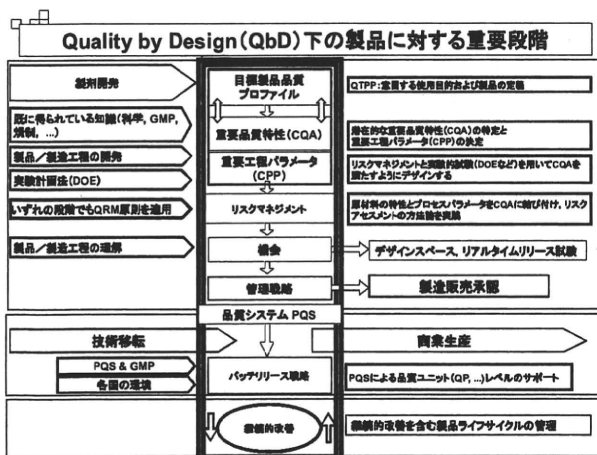 Quality by Design(QbD)下の製品に対する重要段階
製剤開発
目標製品品質
プロファイル
QTPP:意図する使用目的および製品の定義
既に得られている知識(科学, GMP,
規制, ...)
重要品質特性(CQA)
潜在的な重要品質特性(CQA)の特定と
重要工程パラメータ(CPP)の決定
製品/製造工程の開発
重要工程パラメータ
(CPP)
リスクマネジメントと実験的試験(DOEなど)を用いてCQAを
満たすようにデザインする
実験計画法(DOE)
いずれの段階でもQRM原則を適用
リスクマネジメント
原材料の特性とプロセスパラメータをCQAに結び付け, リスク
アセスメントの方法論を実施
製品/製造工程の理解
機会
デザインスペース, リアルタイムリリース試験
管理戦略
製造販売承認
品質システム PQS
技術移転
商業生産
PQS & GMP
各国の環境
バッチリリース戦略
PQSによる品質ユニット(QP, ...)レベルのサポート
継続的改善
継続的改善を含む製品ライフサイクルの管理